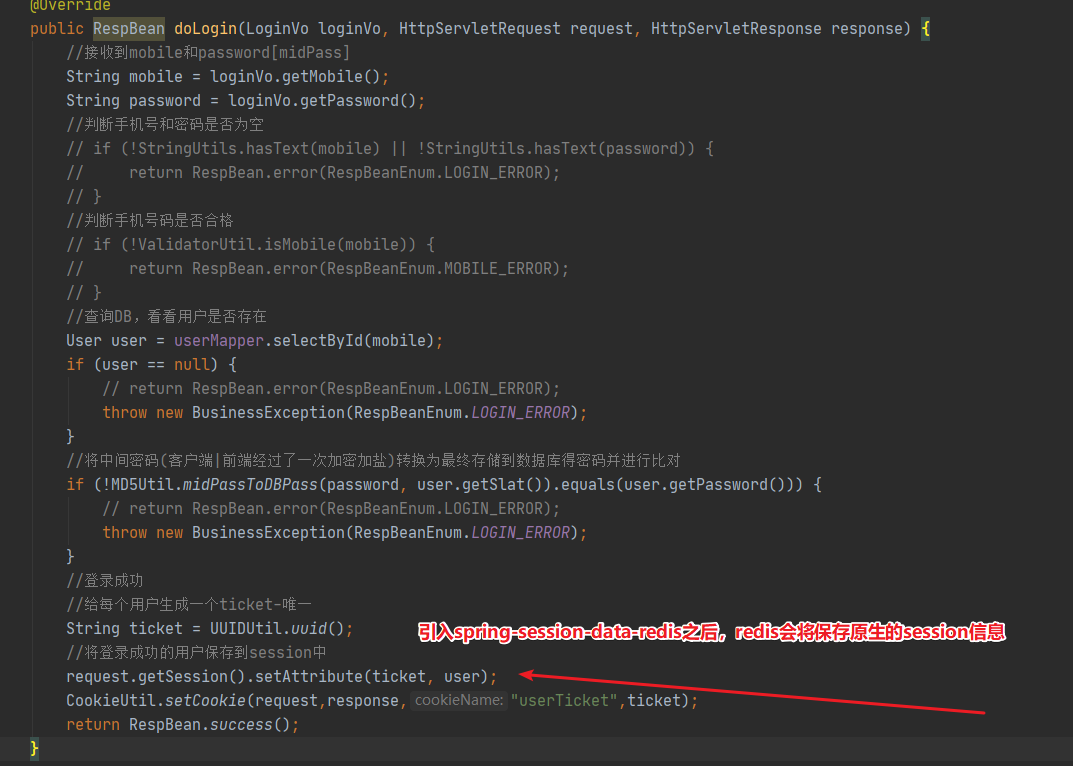 @Override
public RespBean doLogin(LoginVo loginVo, HttpServletRequest request, HttpServletResponse response) {
//接收到mobile和password[midPass]
String mobile = loginVo.getMobile();
String password = loginVo.getPassword();
//判断手机号和密码是否为空
// if (!StringUtils.hasText(mobile) || !StringUtils.hasText(password)) {
//     return RespBean.error(RespBeanEnum.LOGIN_ERROR);
// }
//判断手机号码是否合格
// if (!ValidatorUtil.isMobile(mobile)) {
//     return RespBean.error(RespBeanEnum.MOBILE_ERROR);
// }
//查询DB，看看用户是否存在
User user = userMapper.selectById(mobile);
if (user == null) {
// return RespBean.error(RespBeanEnum.LOGIN_ERROR);
throw new BusinessException(RespBeanEnum.LOGIN_ERROR);
}
//将中间密码(客户端|前端经过了一次加密加盐)转换为最终存储到数据库得密码并进行比对
if (!MD5Util.midPassToDBPass(password, user.getSlat()).equals(user.getPassword())) {
// return RespBean.error(RespBeanEnum.LOGIN_ERROR);
throw new BusinessException(RespBeanEnum.LOGIN_ERROR);
}
//登录成功
//给每个用户生成一个ticket-唯一
String ticket = UUIDUtil.uuid();
引入spring-session-data-redis之后，redis会将保存原生的session信息
//将登录成功的用户保存到session中
request.getSession().setAttribute(ticket, user);
CookieUtil.setCookie(request,response, cookieName: "userTicket",ticket);
return RespBean.success();
}